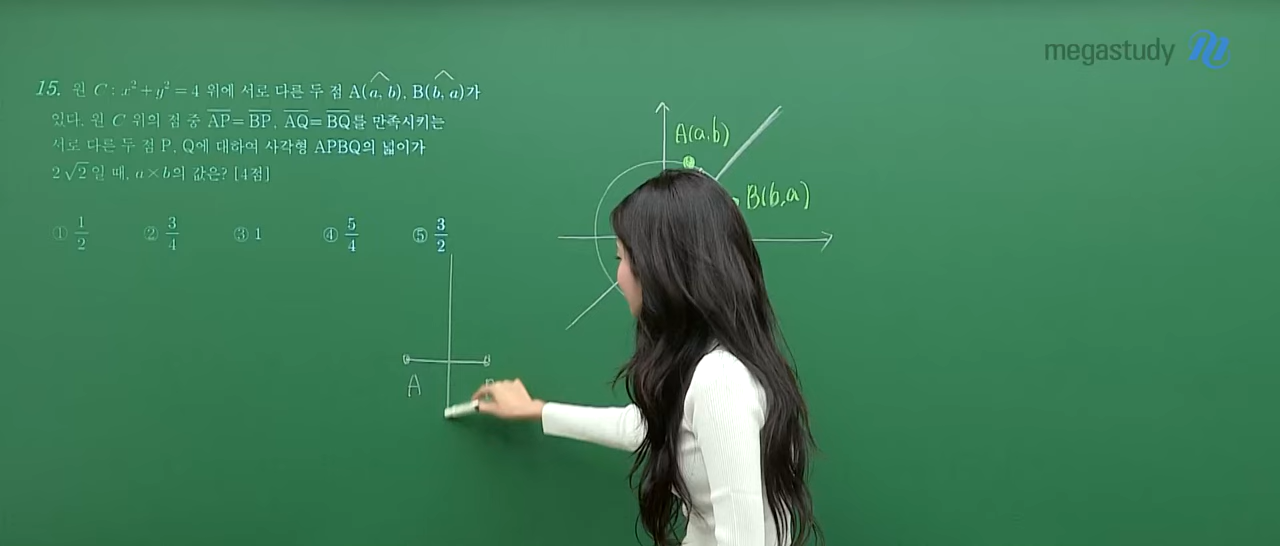 megastudy
15. 원 C : x²+y²=4 위에 서로 다른 두 점 A(a, b), B(b, a)가
있다. 원 C 위의 점 중 AP=BP, AQ=BQ를 만족시키는
서로 다른 두 점 P, Q에 대하여 사각형 APBQ의 넓이가
2√2일 때, a×b의 값은? [4점]
① 1/2 ② 3/4 ③ 1 ④ 5/4 ⑤ 3/2
A(a,b)
B(b,a)
A